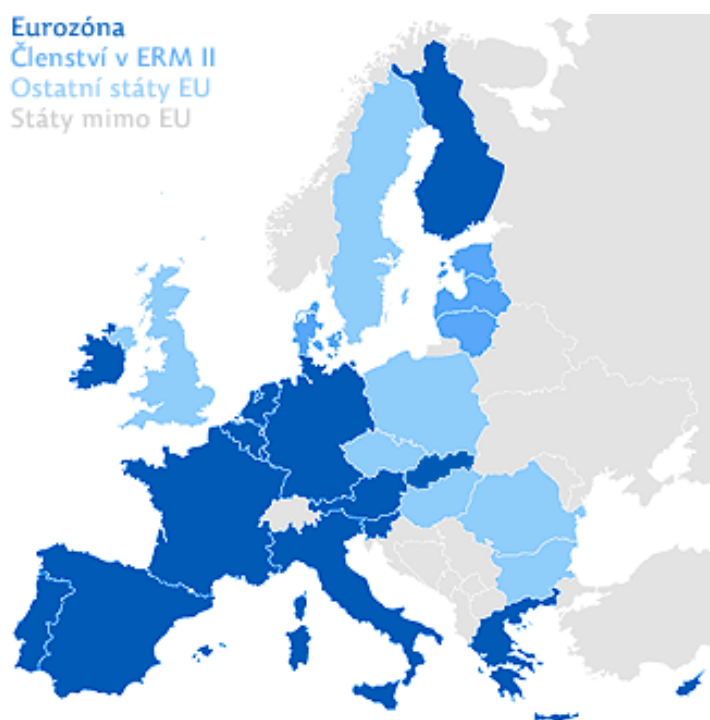 Eurozóna
Členství v ERM II
Ostatní státy EU
Státy mimo EU